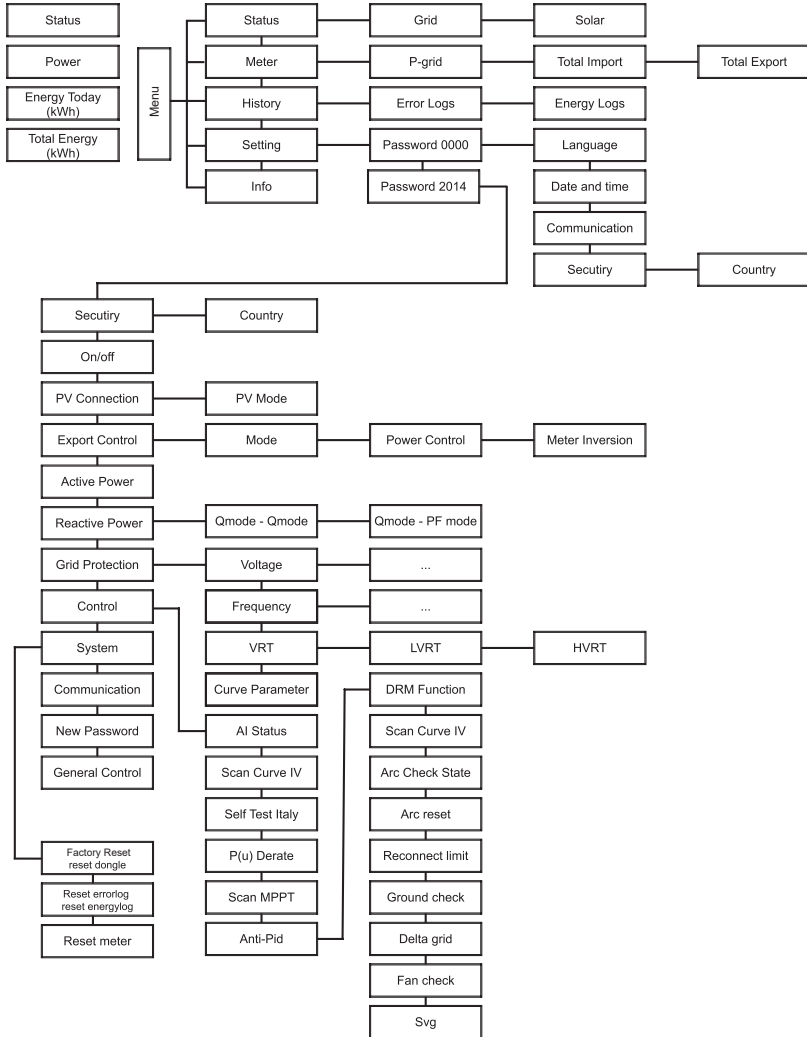 Status
Power
Energy Today
(kWh)
Total Energy
(kWh)
Menu
Status
Grid
Solar
Meter
P-grid
Total Import
Total Export
History
Error Logs
Energy Logs
Setting
Password 0000
Language
Info
Password 2014
Date and time
Communication
Secutiry
Country
Secutiry
Country
On/off
PV Connection
PV Mode
Export Control
Mode
Power Control
Meter Inversion
Active Power
Reactive Power
Qmode - Qmode
Qmode - PF mode
Grid Protection
Voltage
...
Control
Frequency
...
System
VRT
LVRT
HVRT
Communication
Curve Parameter
DRM Function
New Password
AI Status
Scan Curve IV
General Control
Scan Curve IV
Arc Check State
Self Test Italy
Arc reset
Factory Reset
reset dongle
P(u) Derate
Reconnect limit
Reset errorlog
reset energylog
Scan MPPT
Ground check
Reset meter
Anti-Pid
Delta grid
Fan check
Svg